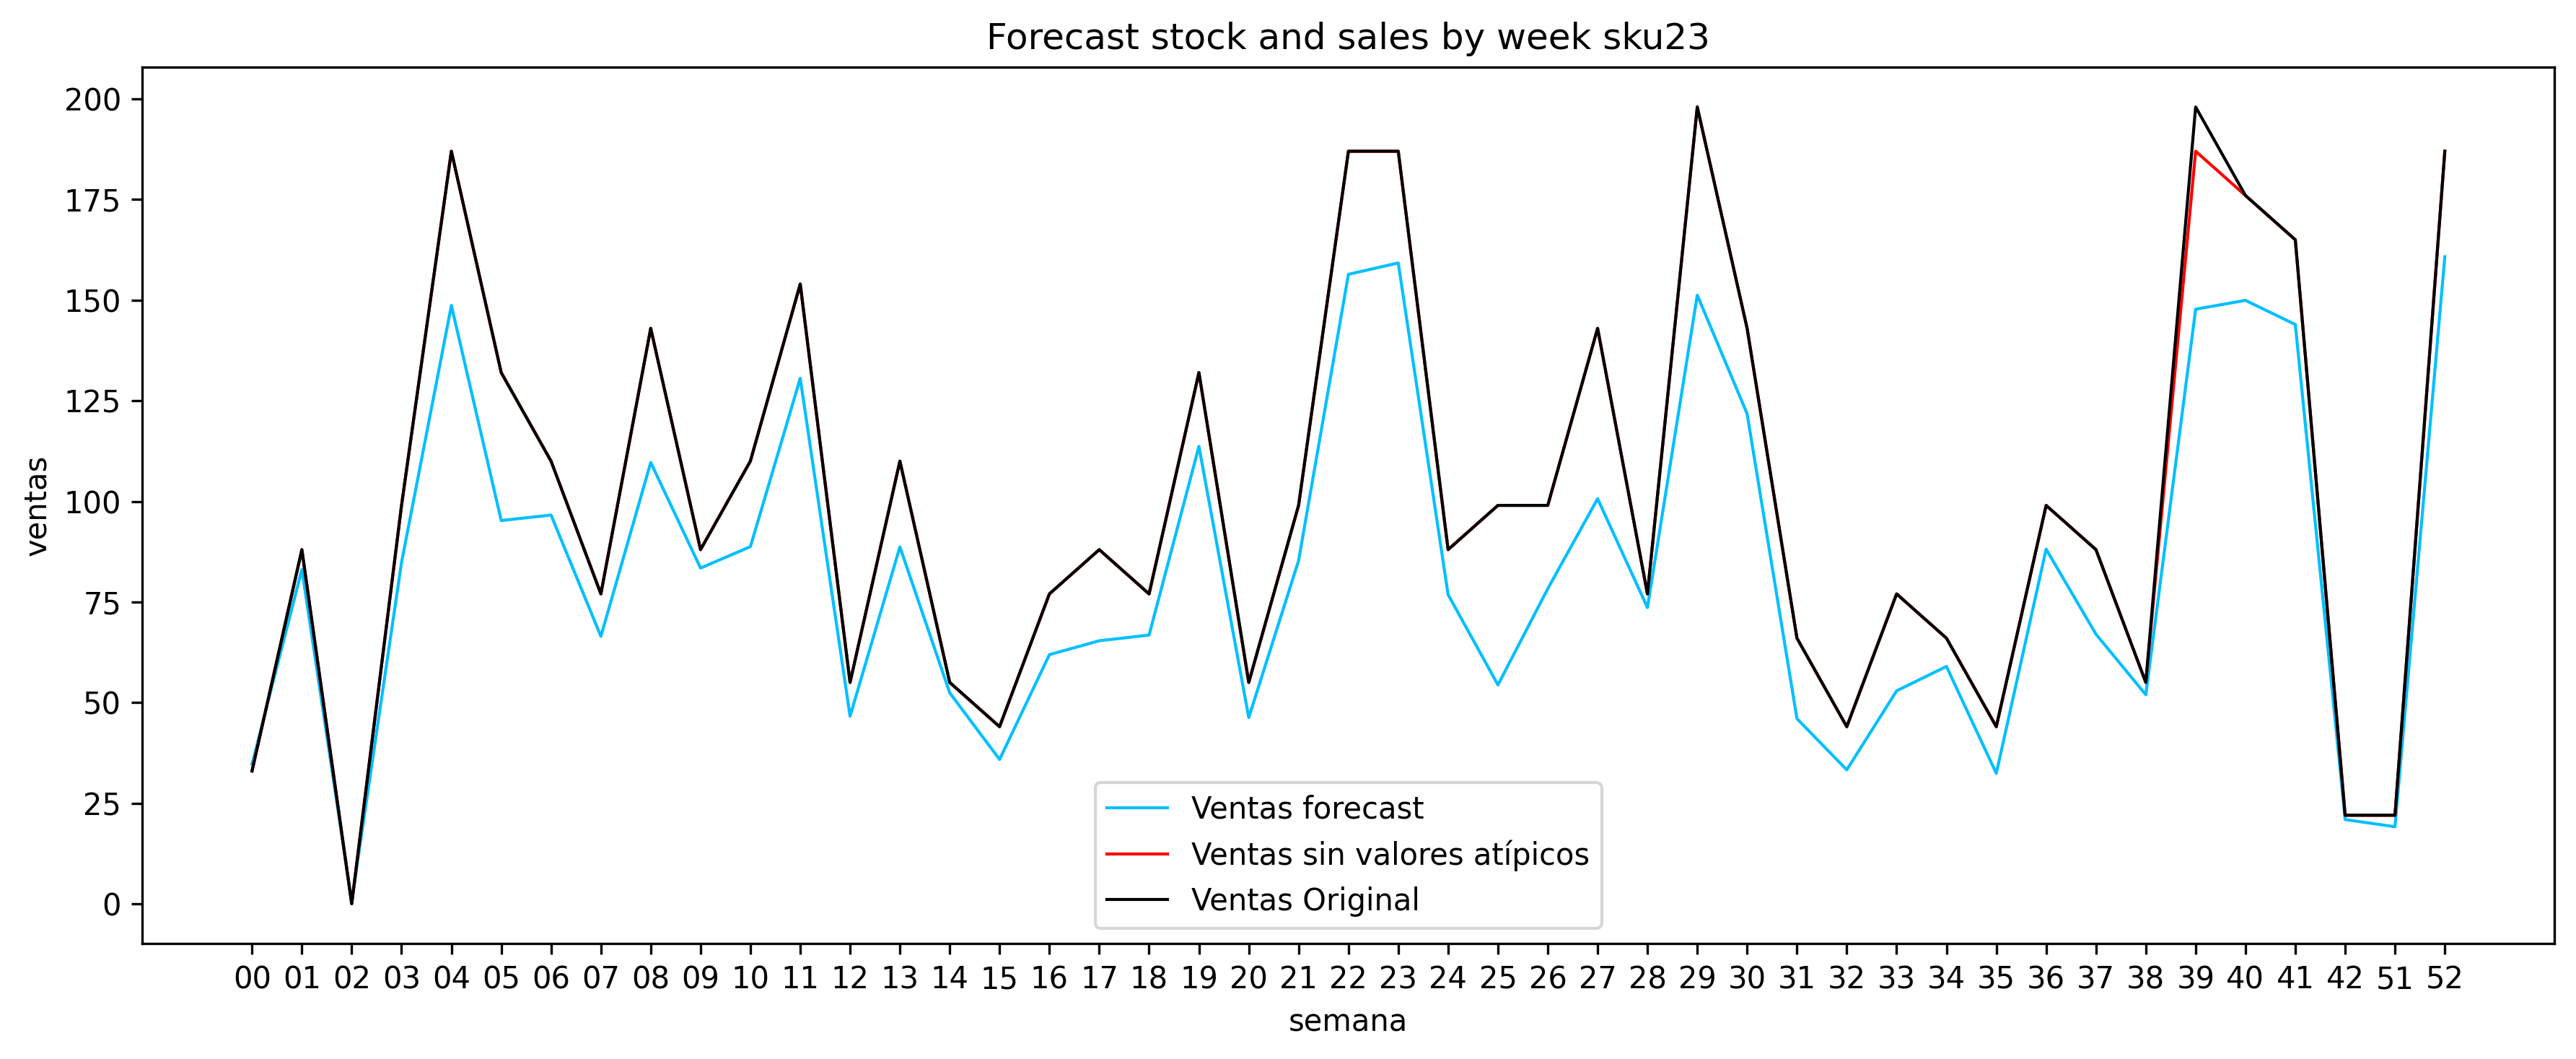 Forecast stock and sales by week sku23
200
175
150
125
100
75
50
25
0
ventas
Ventas forecast
Ventas sin valores atípicos
Ventas Original
00 01 02 03 04 05 06 07 08 09 10 11 12 13 14 15 16 17 18 19 20 21 22 23 24 25 26 27 28 29 30 31 32 33 34 35 36 37 38 39 40 41 42 51 52
semana